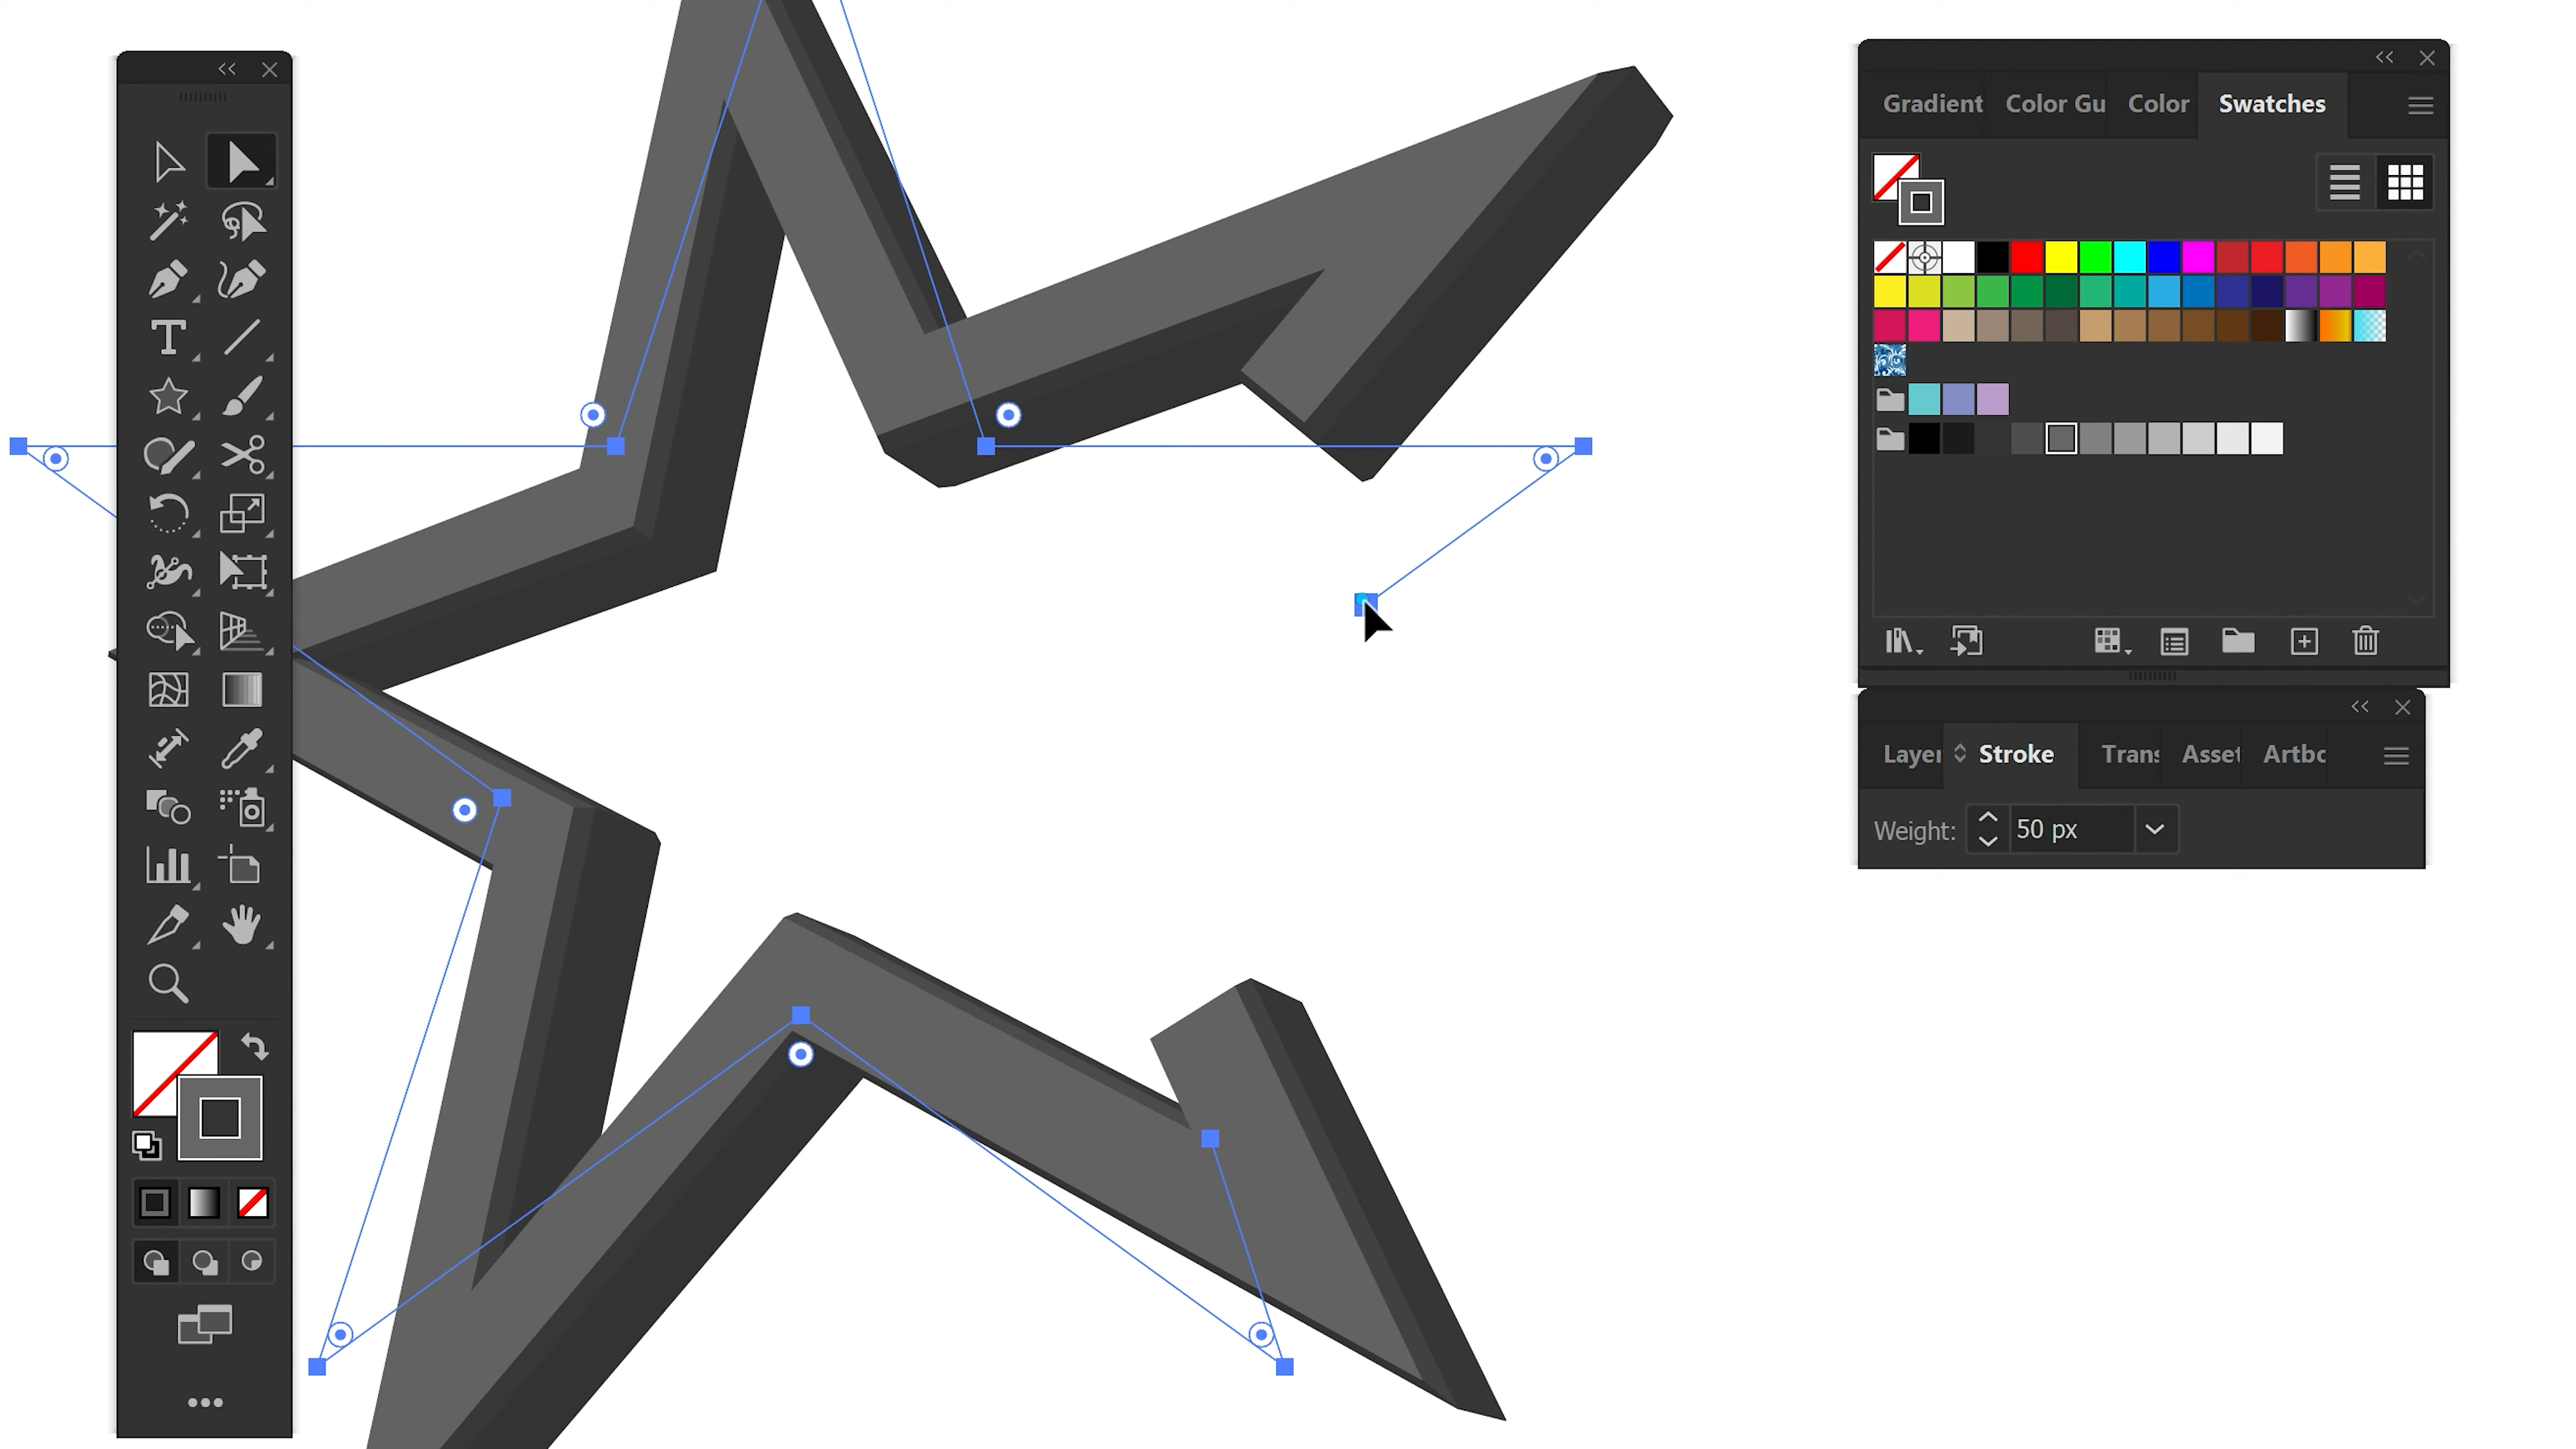 Gradient Color Gu Color Swatches
Layer Stroke Trans Asset Artbo
Weight: 50 px